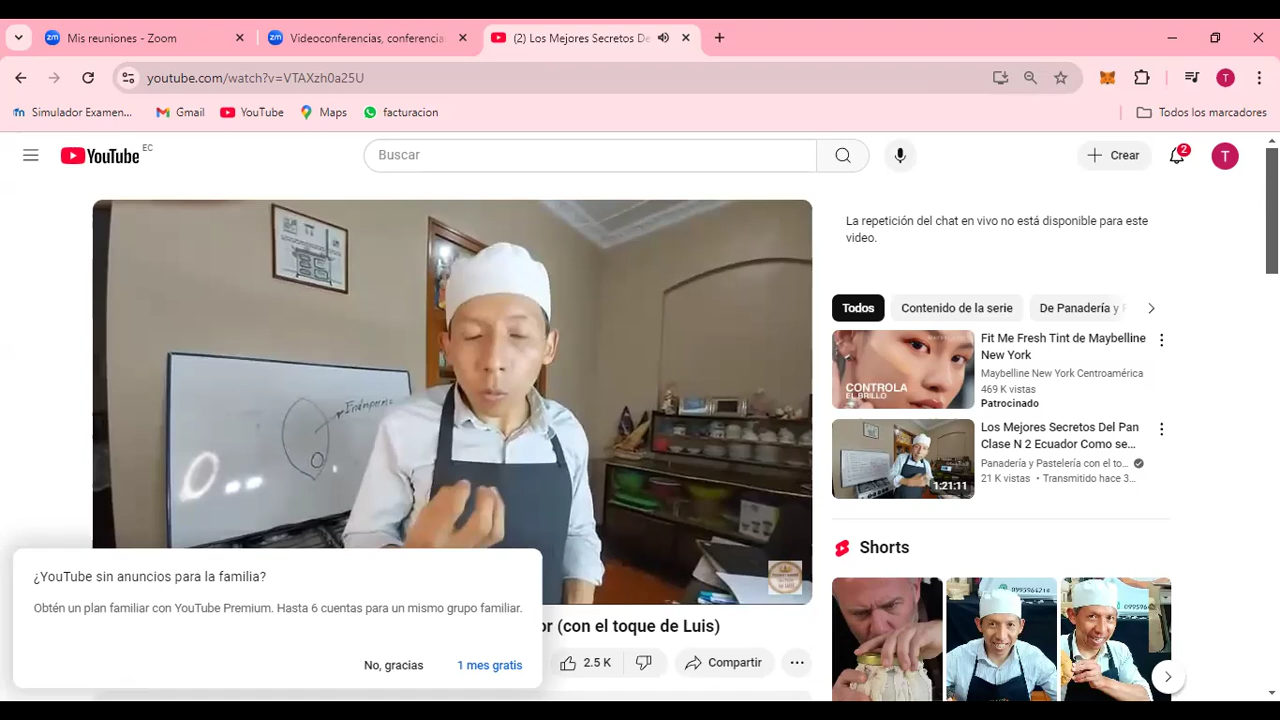 Mis reuniones - Zoom
Videoconferencias, conferencia
(2) Los Mejores Secretos De
youtube.com/watch?v=VTAXzh0a25U
T
Simulador Examen...
Gmail
YouTube
Maps
facturacion
Todos los marcadores
YouTube
EC
Buscar
Crear
2
T
La repetición del chat en vivo no está disponible para este
video.
Todos
Contenido de la serie
De Panadería y
CONTROLA
EL BRILLO
Fit Me Fresh Tint de Maybelline
New York
Maybelline New York Centroamérica
469 K vistas
Patrocinado
1:21:11
Los Mejores Secretos Del Pan
Clase N 2 Ecuador Como se...
Panadería y Pastelería con el to...
21 K vistas • Transmitido hace 3...
Shorts
0995964214
¿YouTube sin anuncios para la familia?
Obtén un plan familiar con YouTube Premium. Hasta 6 cuentas para un mismo grupo familiar.
No, gracias
1 mes gratis
or (con el toque de Luis)
2.5 K
Compartir